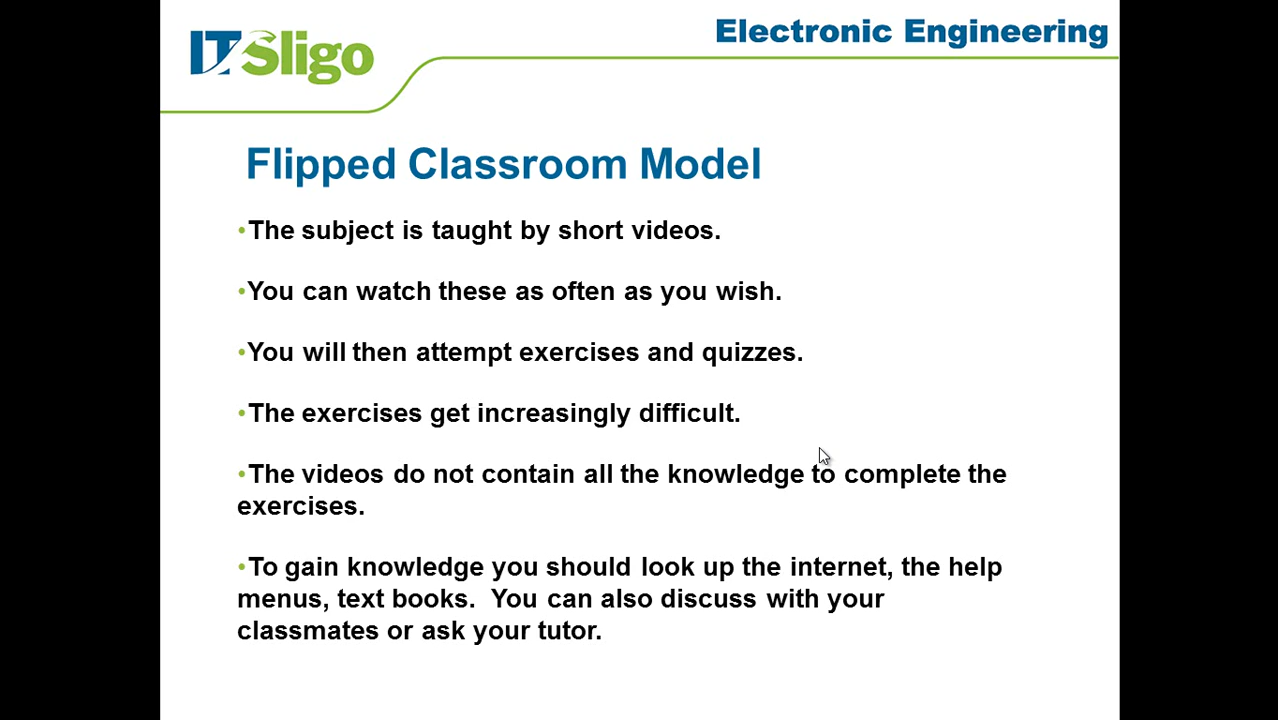 ITSligo
Electronic Engineering
Flipped Classroom Model
•The subject is taught by short videos.
•You can watch these as often as you wish.
•You will then attempt exercises and quizzes.
•The exercises get increasingly difficult.
•The videos do not contain all the knowledge to complete the
exercises.
•To gain knowledge you should look up the internet, the help
menus, text books.  You can also discuss with your
classmates or ask your tutor.